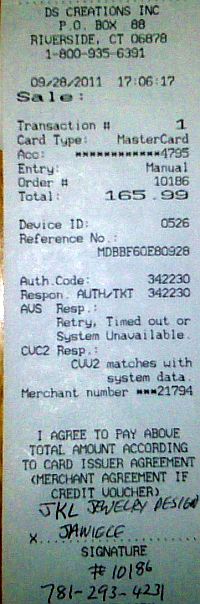 DS CREATIONS INC
P.O. BOX 88
RIVERSIDE, CT 06878
1-800-935-6391
09/28/2011 17:06:17
Sale:
Transaction # 1
Card Type: MasterCard
Acc: ************4795
Entry: Manual
Order # 10186
Total: 165.99
Device ID: 0526
Reference No.:
MDBBF60E80928
Auth.Code: 342230
Respon. AUTH/TKT 342230
AVS Resp.:
Retry, Timed out or
System Unavailable.
CVC2 Resp.:
CVV2 matches with
system data.
Merchant number ***21794
I AGREE TO PAY ABOVE
TOTAL AMOUNT ACCORDING
TO CARD ISSUER AGREEMENT
(MERCHANT AGREEMENT IF
CREDIT VOUCHER)
JKL JEWELRY DESIGN
X JANIECE
SIGNATURE
#10186
781-293-4231